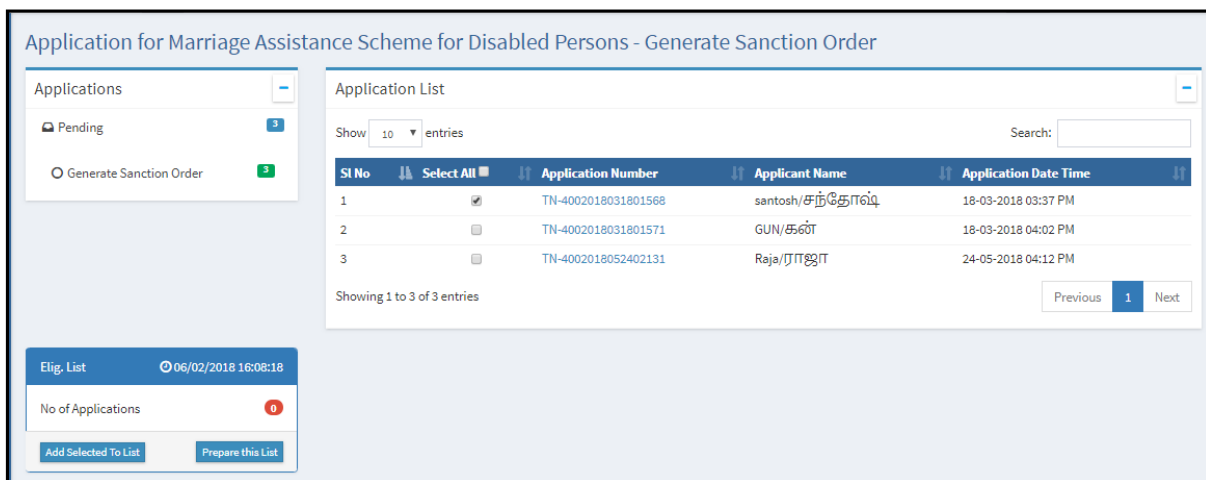 Application for Marriage Assistance Scheme for Disabled Persons - Generate Sanction Order
Applications
Pending 3
Generate Sanction Order 3
Application List
Show 10 entries Search:
Sl No Select All Application Number Applicant Name Application Date Time
1 TN-4002018031801568 santosh/சந்தோஷ் 18-03-2018 03:37 PM
2 TN-4002018031801571 GUN/கன் 18-03-2018 04:02 PM
3 TN-4002018052402131 Raja/ராஜா 24-05-2018 04:12 PM
Showing 1 to 3 of 3 entries Previous 1 Next
Elig. List 06/02/2018 16:08:18
No of Applications 0
Add Selected To List Prepare this List